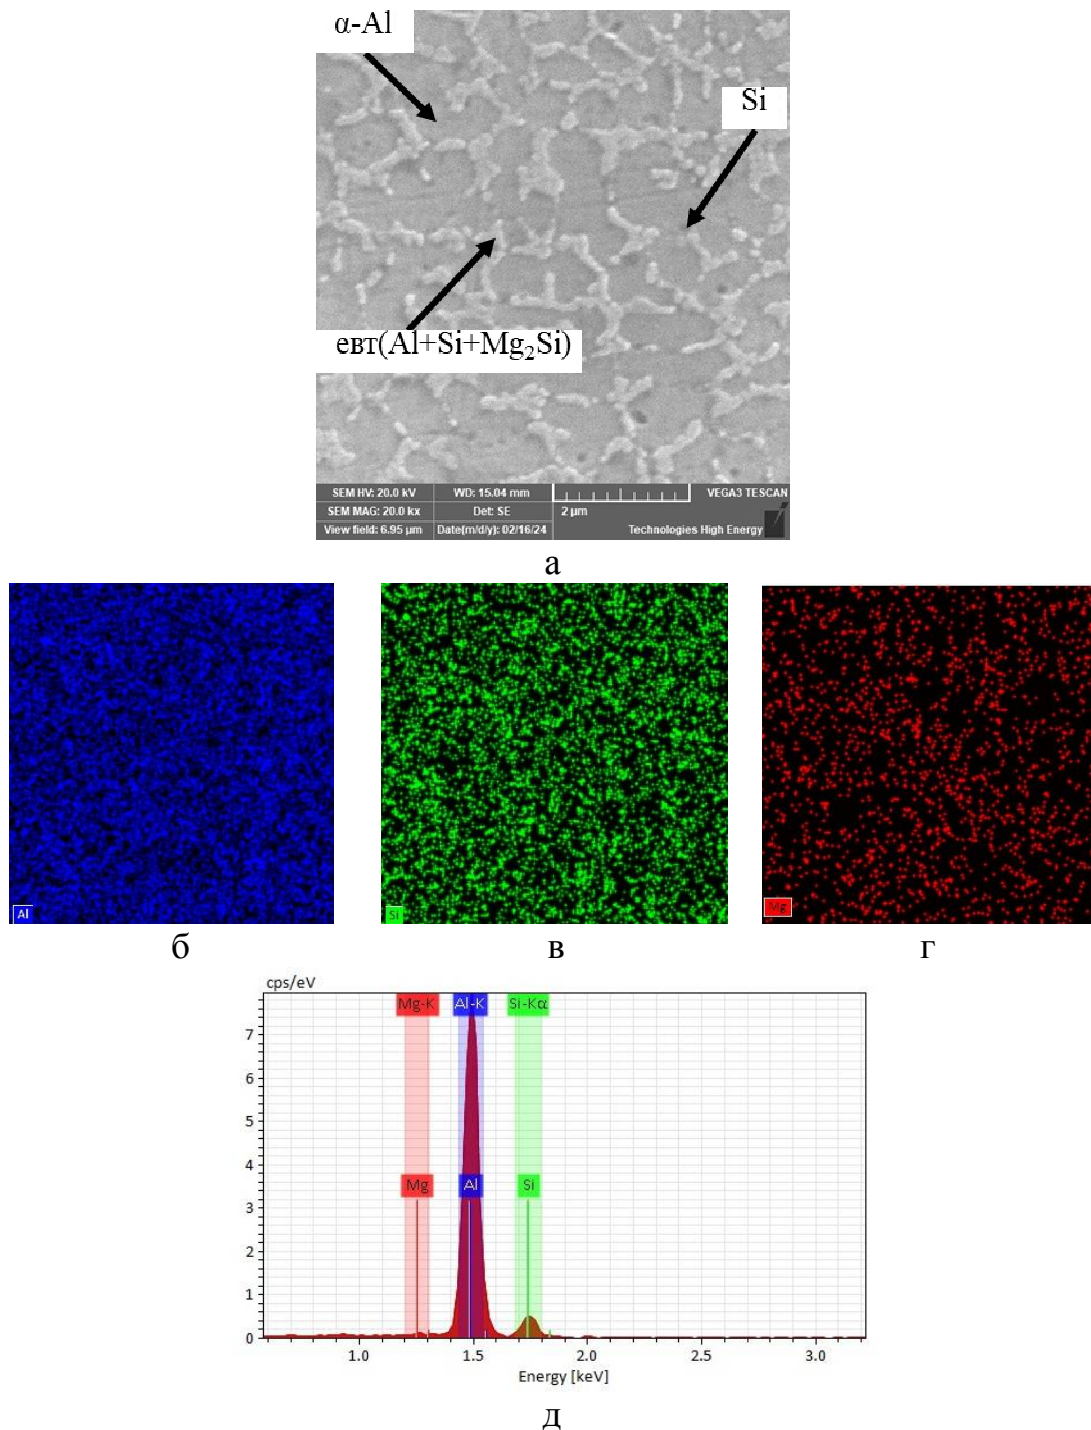 α-Al
Si
евт(Al+Si+Mg₂Si)
SEM HV: 20.0 kV
WD: 15.04 mm
VEGA3 TESCAN
SEM MAG: 20.0 kx
Det: SE
2 µm
View field: 6.95 µm
Date(m/d/y): 02/16/24
Technologies High Energy
а
Al
Si
Mg
б
в
г
cps/eV
Mg-K
Al-K
Si-Kα
7
6
5
4
Mg
Al
Si
3
2
1
0
1.0
1.5
2.0
2.5
3.0
Energy [keV]
д